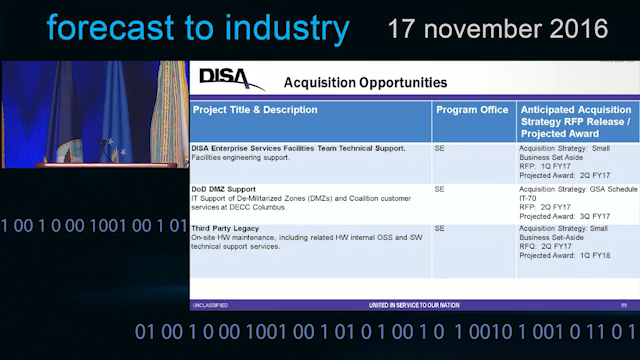 forecast to industry 17 november 2016
DISA
Acquisition Opportunities
Project Title & Description
Program Office
Anticipated Acquisition
Strategy RFP Release /
Projected Award
DISA Enterprise Services Facilities Team Technical Support.
Facilities engineering support.
SE
Acquisition Strategy: Small
Business Set Aside
RFP: 1Q FY17
Projected Award: 2Q FY17
DoD DMZ Support
IT Support of De-Militarized Zones (DMZs) and Coalition customer
services at DECC Columbus.
SE
Acquisition Strategy: GSA Schedule
IT-70
RFP: 2Q FY17
Projected Award: 3Q FY17
Third Party Legacy
On-site HW maintenance, including related HW internal OSS and SW
technical support services.
SE
Acquisition Strategy: Small
Business Set-Aside
RFQ: 2Q FY17
Projected Award: 1Q FY18
1 00 1 0 00 1001 00 1 01
UNCLASSIFIED
UNITED IN SERVICE TO OUR NATION
01 00 1 0 00 1001 00 1 01 0 1 00 1 0 1 0010 1 001 0 11 0 1